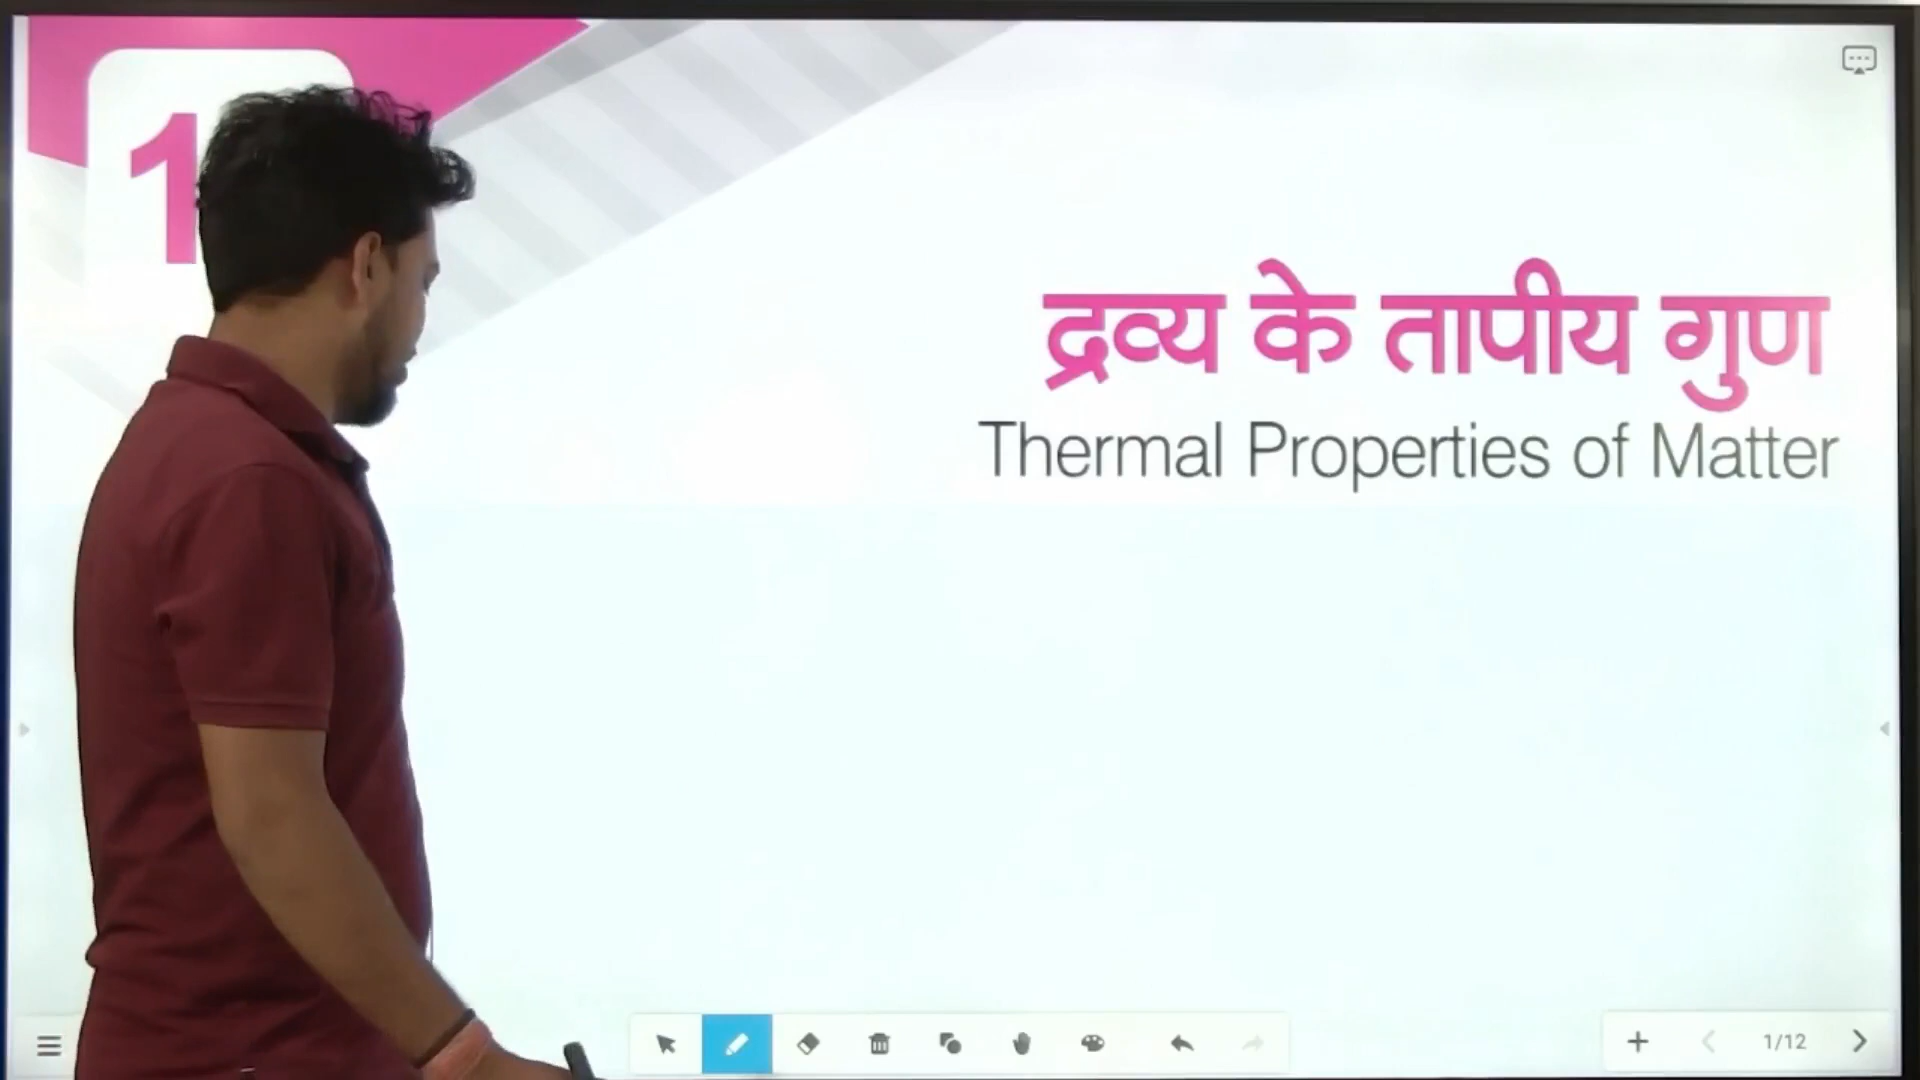 द्रव्य के तापीय गुण
Thermal Properties of Matter
1/12